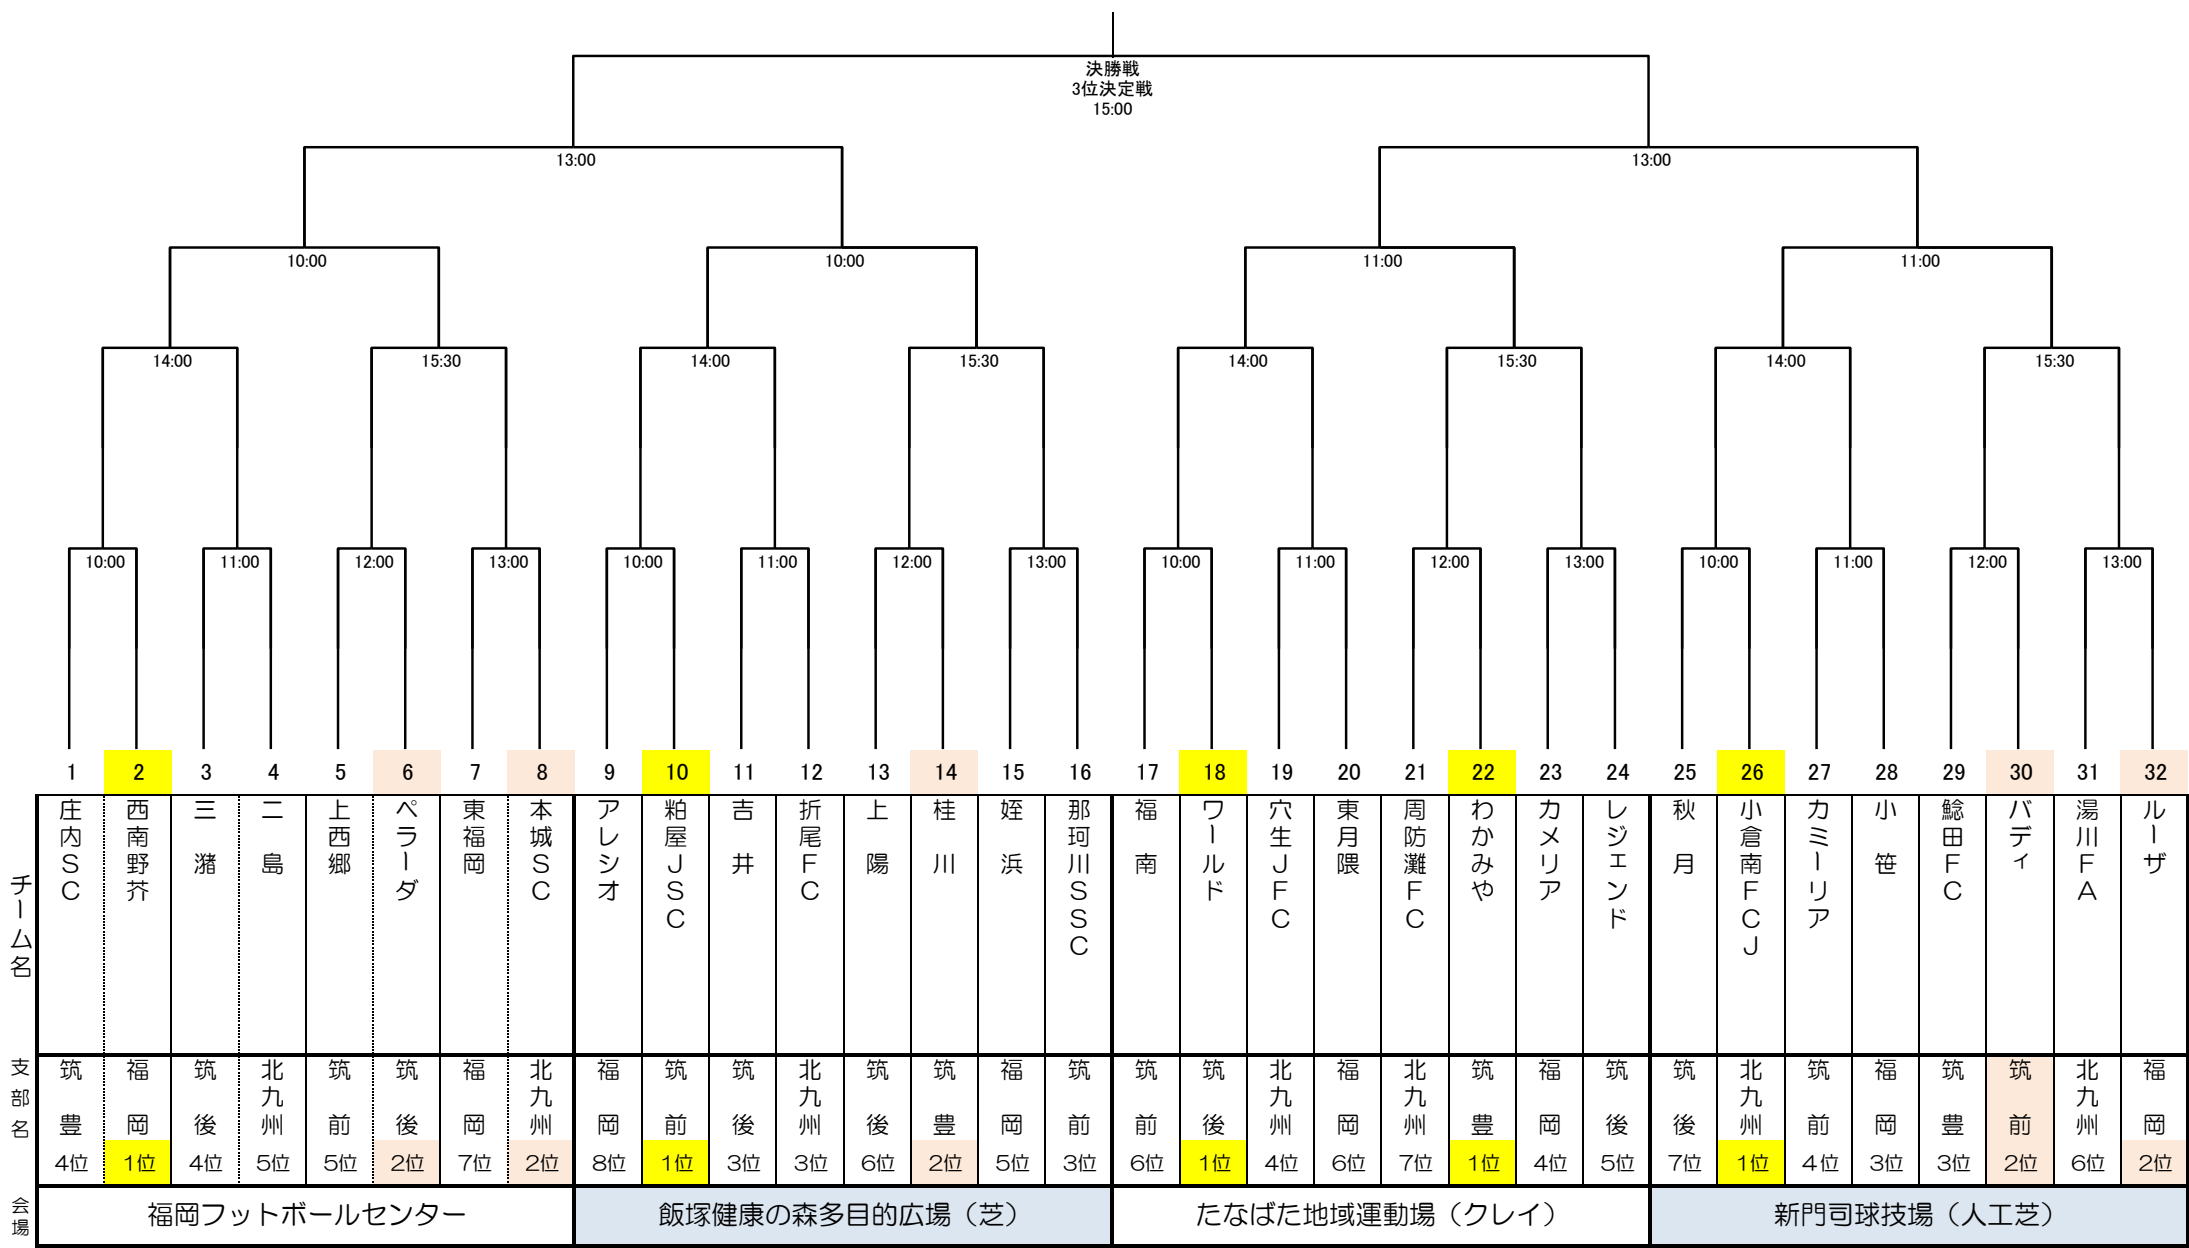 決勝戦
3位決定戦
15:00
13:00
13:00
10:00
10:00
11:00
11:00
14:00
15:30
14:00
15:30
14:00
15:30
14:00
15:30
10:00
11:00
12:00
13:00
10:00
11:00
12:00
13:00
10:00
11:00
12:00
13:00
10:00
11:00
12:00
13:00
1 2 3 4 5 6 7 8 9 10 11 12 13 14 15 16 17 18 19 20 21 22 23 24 25 26 27 28 29 30 31 32
チーム名
庄内SC
西南野芥
三潴
二島
上西郷
ペラーダ
東福岡
本城SC
アレシオ
粕屋JSC
吉井
折尾FC
上陽
桂川
姪浜
那珂川SSC
福南
ワールド
穴生JFC
東月隈
周防灘FC
わかみや
カメリア
レジェンド
秋月
小倉南FCJ
カミーリア
小笹
鯰田FC
バディ
湯川FA
ルーザ
支部名
筑豊
福岡
筑後
北九州
筑前
筑後
福岡
北九州
福岡
筑前
筑後
北九州
筑後
筑豊
福岡
筑前
筑前
筑後
北九州
福岡
北九州
筑豊
福岡
筑後
筑後
北九州
筑前
福岡
筑豊
筑前
北九州
福岡
4位 1位 4位 5位 5位 2位 7位 2位 8位 1位 3位 3位 6位 2位 5位 3位 6位 1位 4位 6位 7位 1位 4位 5位 7位 1位 4位 3位 3位 2位 6位 2位
会場
福岡フットボールセンター
飯塚健康の森多目的広場（芝）
たなばた地域運動場（クレイ）
新門司球技場（人工芝）